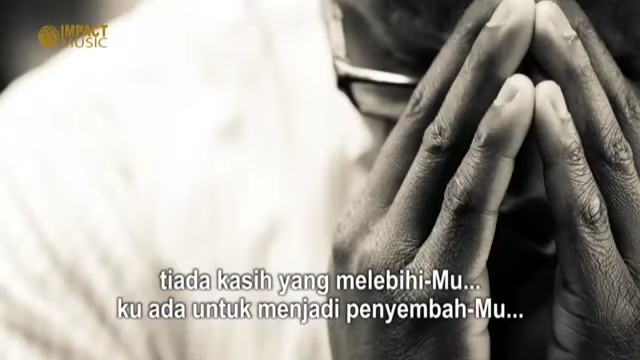 IMPACT
MUSIC
tiada kasih yang melebihi-Mu...
ku ada untuk menjadi penyembah-Mu...